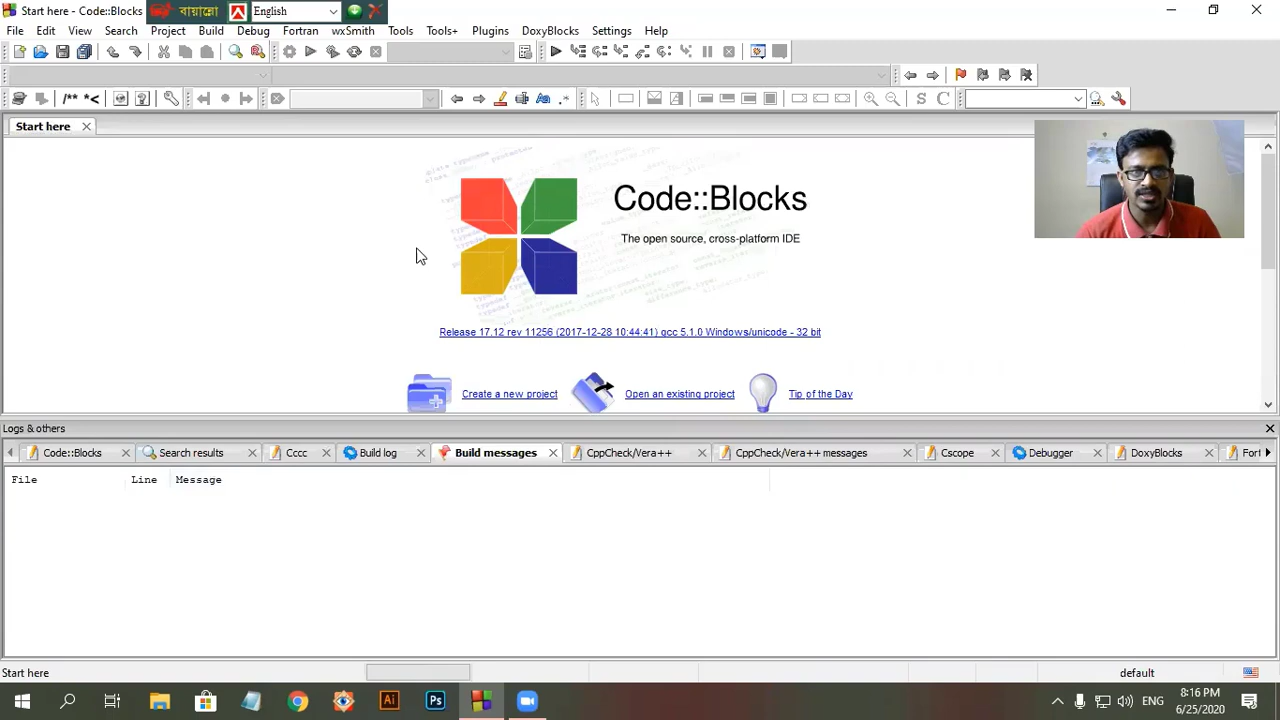 Start here - Code::Blocks
বায়ান্নো
English
File Edit View Search Project Build Debug Fortran wxSmith Tools Tools+ Plugins DoxyBlocks Settings Help
/** *<
S C
Start here
Code::Blocks
The open source, cross-platform IDE
Release 17.12 rev 11256 (2017-12-28 10:44:41) gcc 5.1.0 Windows/unicode - 32 bit
Create a new project Open an existing project Tip of the Day
Logs & others
Code::Blocks Search results Cccc Build log Build messages CppCheck/Vera++ CppCheck/Vera++ messages Cscope Debugger DoxyBlocks Fort
File Line Message
Start here default
Ai Ps ENG 8:16 PM
6/25/2020